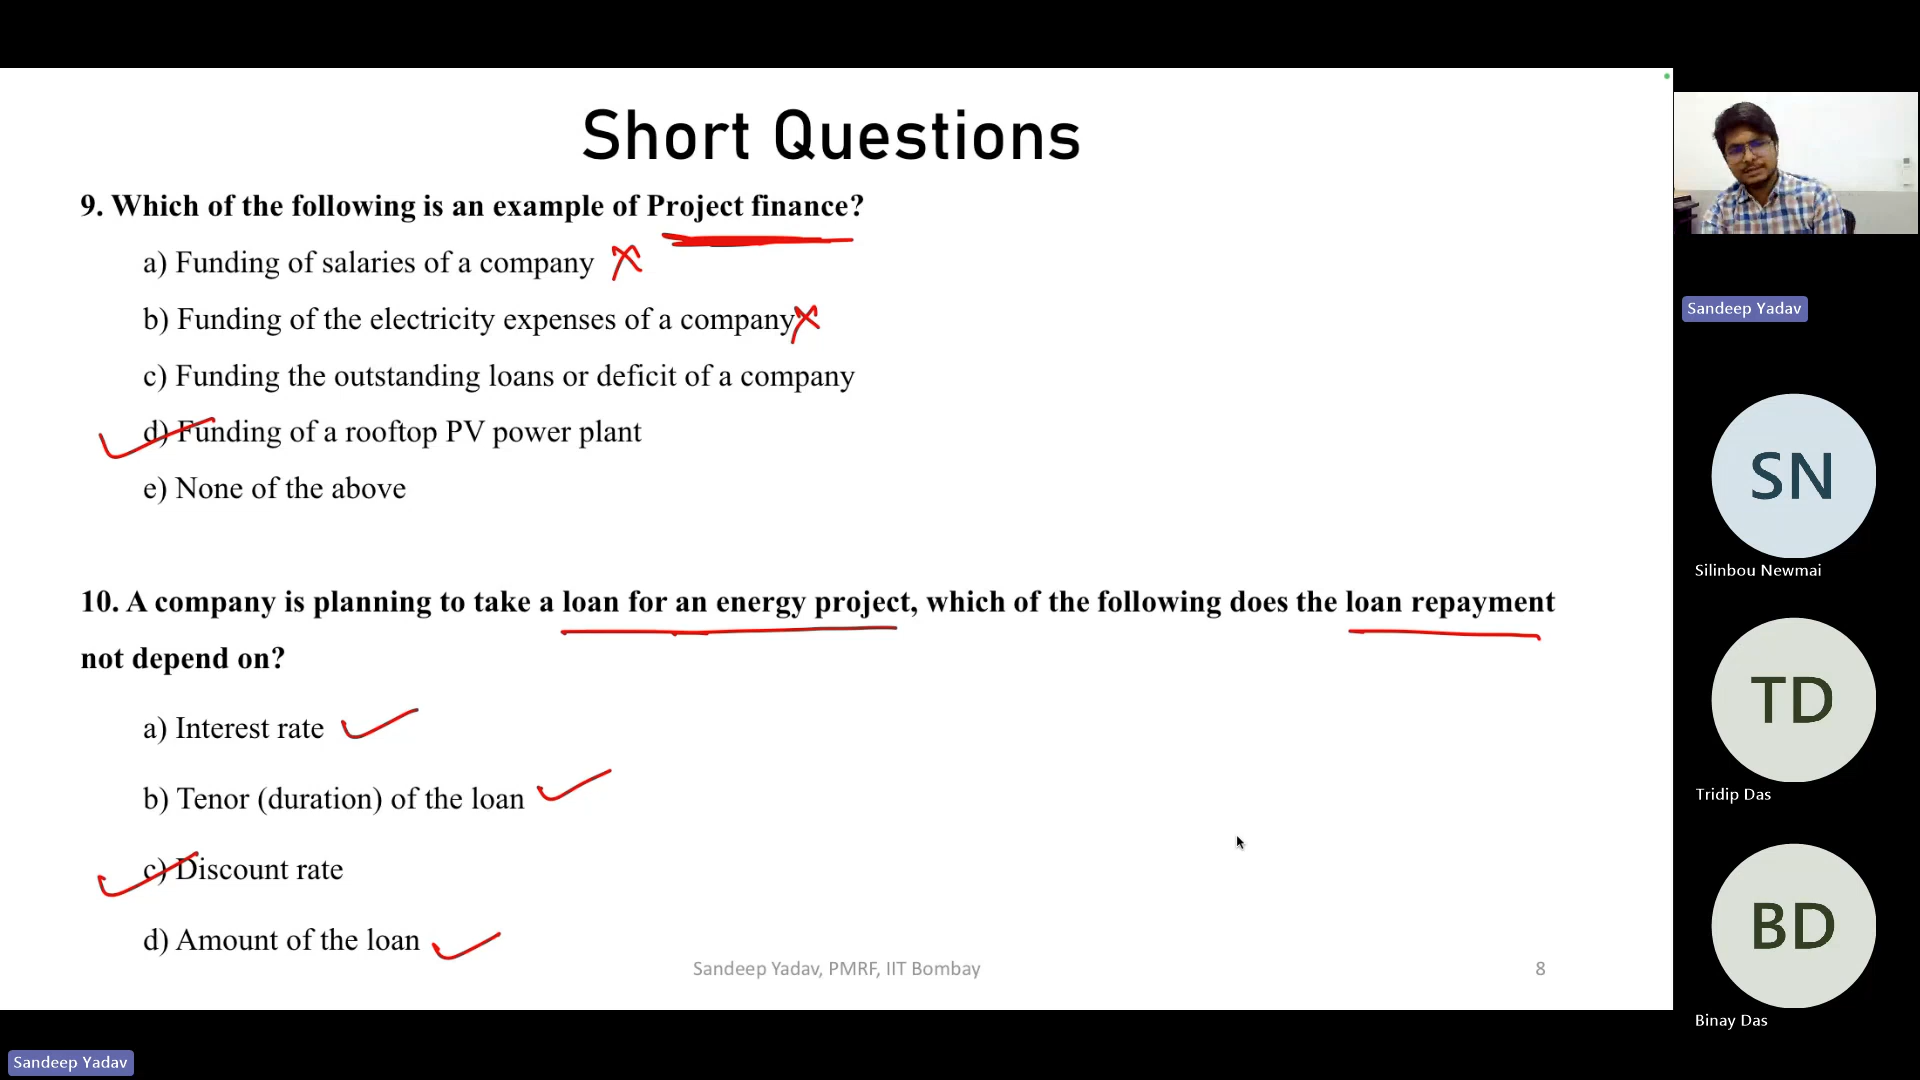 Short Questions
9. Which of the following is an example of Project finance?
a) Funding of salaries of a company
b) Funding of the electricity expenses of a company
c) Funding the outstanding loans or deficit of a company
d) Funding of a rooftop PV power plant
e) None of the above
10. A company is planning to take a loan for an energy project, which of the following does the loan repayment
not depend on?
a) Interest rate
b) Tenor (duration) of the loan
c) Discount rate
d) Amount of the loan
Sandeep Yadav, PMRF, IIT Bombay
8
Sandeep Yadav
SN
Silinbou Newmai
TD
Tridip Das
BD
Binay Das
Sandeep Yadav